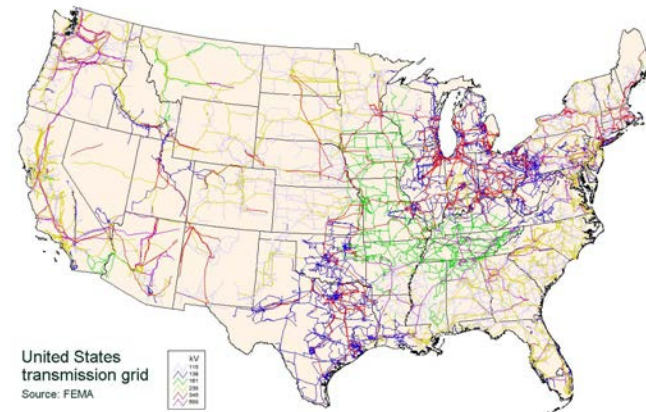 United States
transmission grid
Source: FEMA
kV
115
138
161
230
345
500